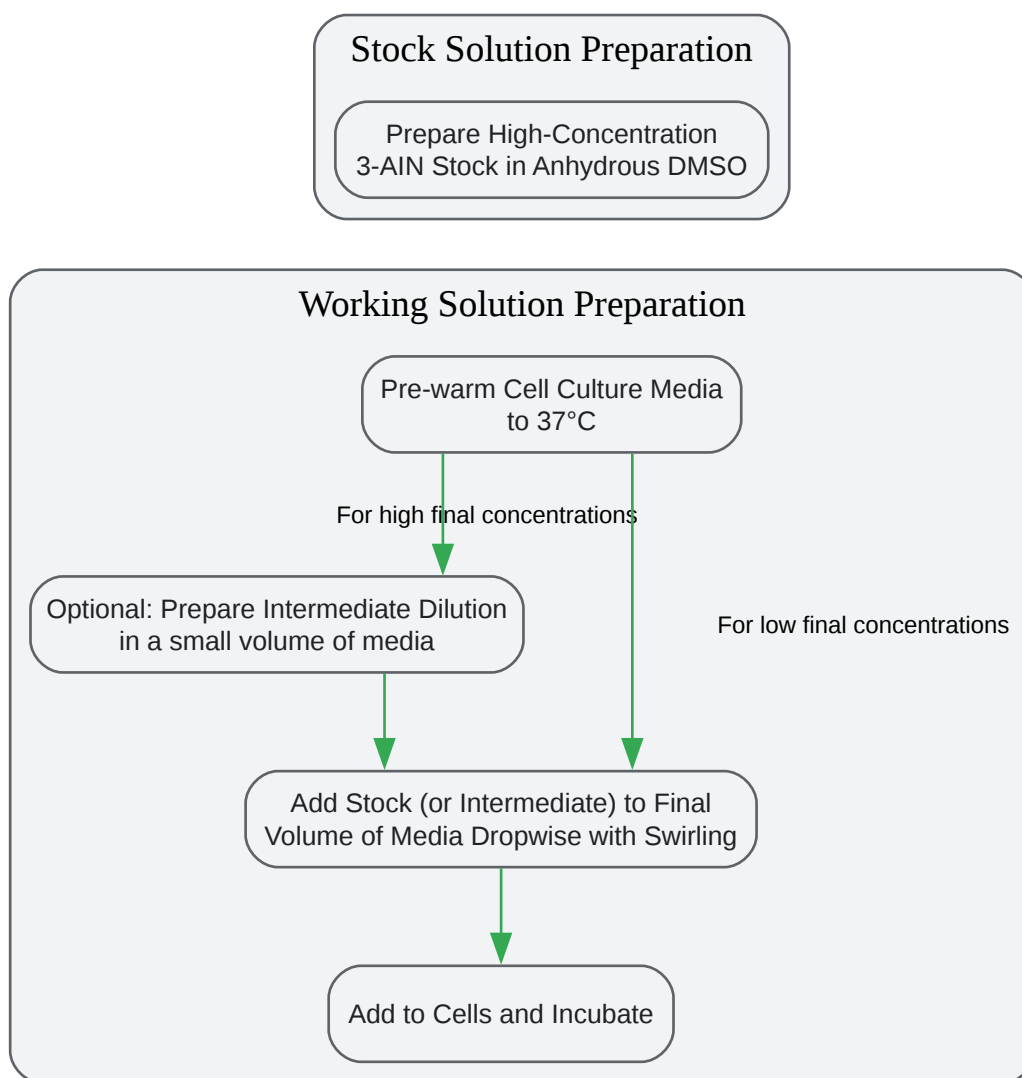 Stock Solution Preparation
Prepare High-Concentration
3-AIN Stock in Anhydrous DMSO
Working Solution Preparation
Pre-warm Cell Culture Media
to 37°C
For high final concentrations
Optional: Prepare Intermediate Dilution
in a small volume of media
For low final concentrations
Add Stock (or Intermediate) to Final
Volume of Media Dropwise with Swirling
Add to Cells and Incubate